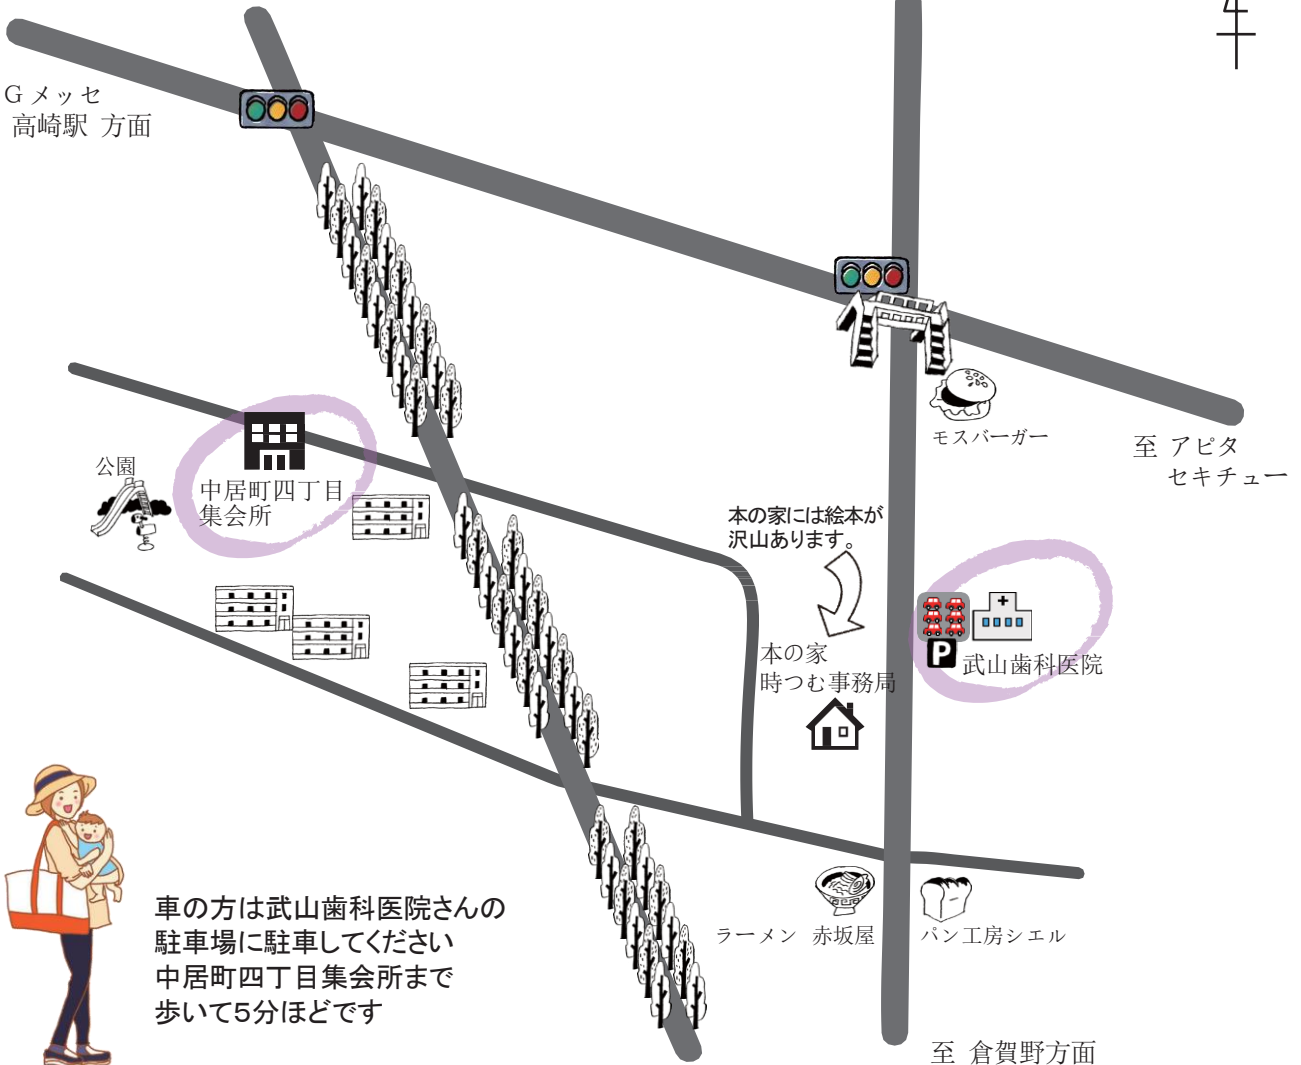 Gメッセ
高崎駅 方面
モスバーガー
至 アピタ
セキチュー
公園
中居町四丁目
集会所
本の家には絵本が
沢山あります。
本の家
時つむ事務局
P 武山歯科医院
ラーメン 赤坂屋
パン工房シエル
車の方は武山歯科医院さんの
駐車場に駐車してください
中居町四丁目集会所まで
歩いて5分ほどです
至 倉賀野方面